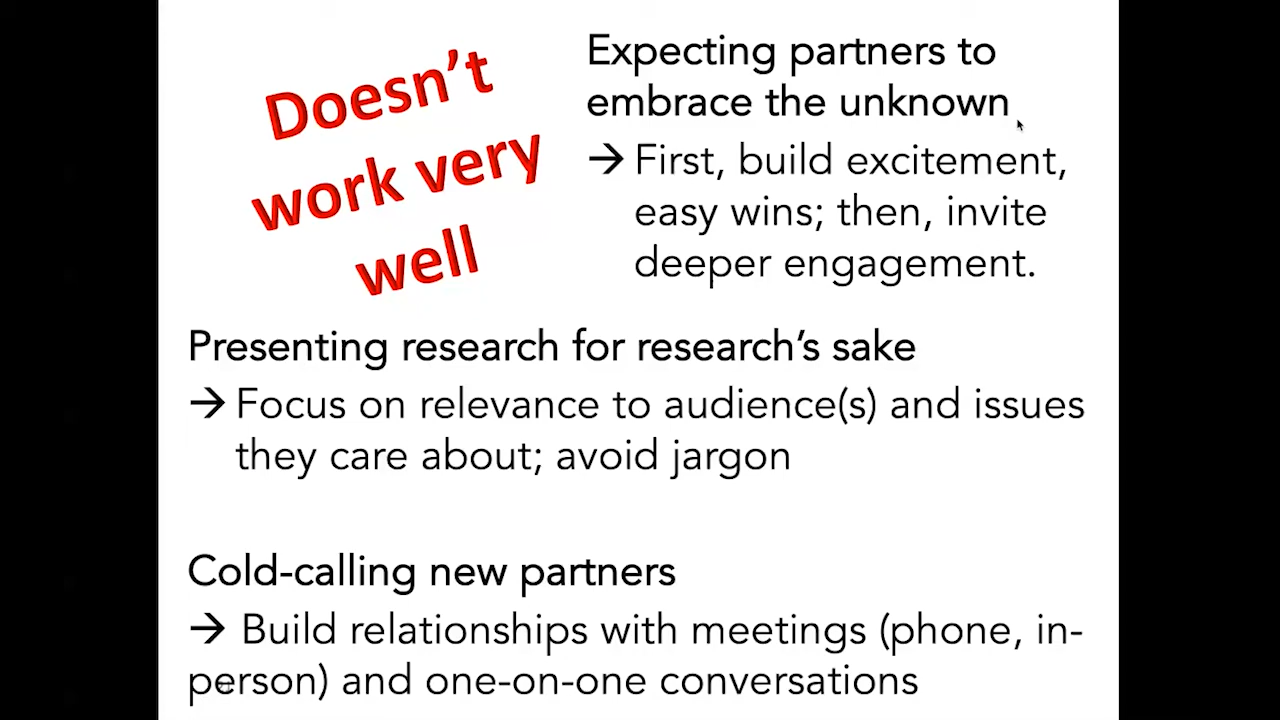 Doesn't
work very
well
Expecting partners to
embrace the unknown
→ First, build excitement,
easy wins; then, invite
deeper engagement.
Presenting research for research's sake
→ Focus on relevance to audience(s) and issues
they care about; avoid jargon
Cold-calling new partners
→ Build relationships with meetings (phone, in-
person) and one-on-one conversations